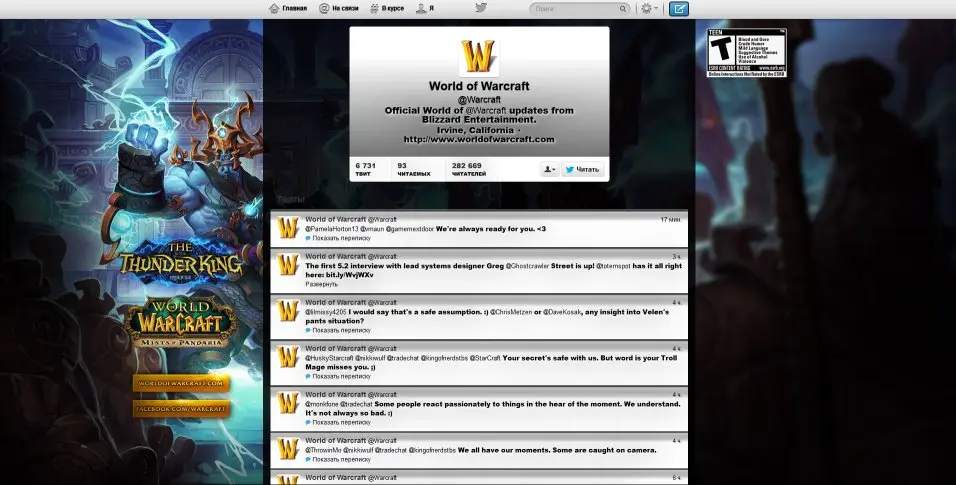 Главная
На связи
В курсе
Я
Поиск
World of Warcraft
@Warcraft
Official World of @Warcraft updates from
Blizzard Entertainment.
Irvine, California ·
http://www.worldofwarcraft.com
6 731
ТВИТ
93
ЧИТАЕМЫХ
282 669
ЧИТАТЕЛЕЙ
Читать
TEEN
T
Blood and Gore
Crude Humor
Mild Language
Suggestive Themes
Use of Alcohol
Violence
ESRB CONTENT RATING www.esrb.org
Online Interactions Not Rated by the ESRB
THE
THUNDER KING
WORLD
OF
WARCRAFT
MISTS OF PANDARIA
WORLDOFWARCRAFT.COM
FACEBOOK.COM/WARCRAFT
Твиты
World of Warcraft @Warcraft 17 мин.
@PamelaHorton13 @vmaun @gamernextdoor We're always ready for you. <3
Показать переписку
World of Warcraft @Warcraft 3 ч.
The first 5.2 interview with lead systems designer Greg @Ghostcrawler Street is up! @totemspot has it all right
here: bit.ly/WvjWXv
Развернуть
World of Warcraft @Warcraft 4 ч.
@lilmissy4205 I would say that's a safe assumption. :) @ChrisMetzen or @DaveKosak, any insight into Velen's
pants situation?
Показать переписку
World of Warcraft @Warcraft 4 ч.
@HuskyStarcraft @nikkiwulf @tradechat @kingofnerdstbs @StarCraft Your secret's safe with us. But word is your Troll
Mage misses you. ;)
Показать переписку
World of Warcraft @Warcraft 4 ч.
@monkfone @tradechat Some people react passionately to things in the hear of the moment. We understand.
It's not always so bad. :)
Показать переписку
World of Warcraft @Warcraft 4 ч.
@ThrowinMo @nikkiwulf @tradechat @kingofnerdstbs We all have our moments. Some are caught on camera.
Показать переписку
World of Warcraft @Warcraft 6 ч.